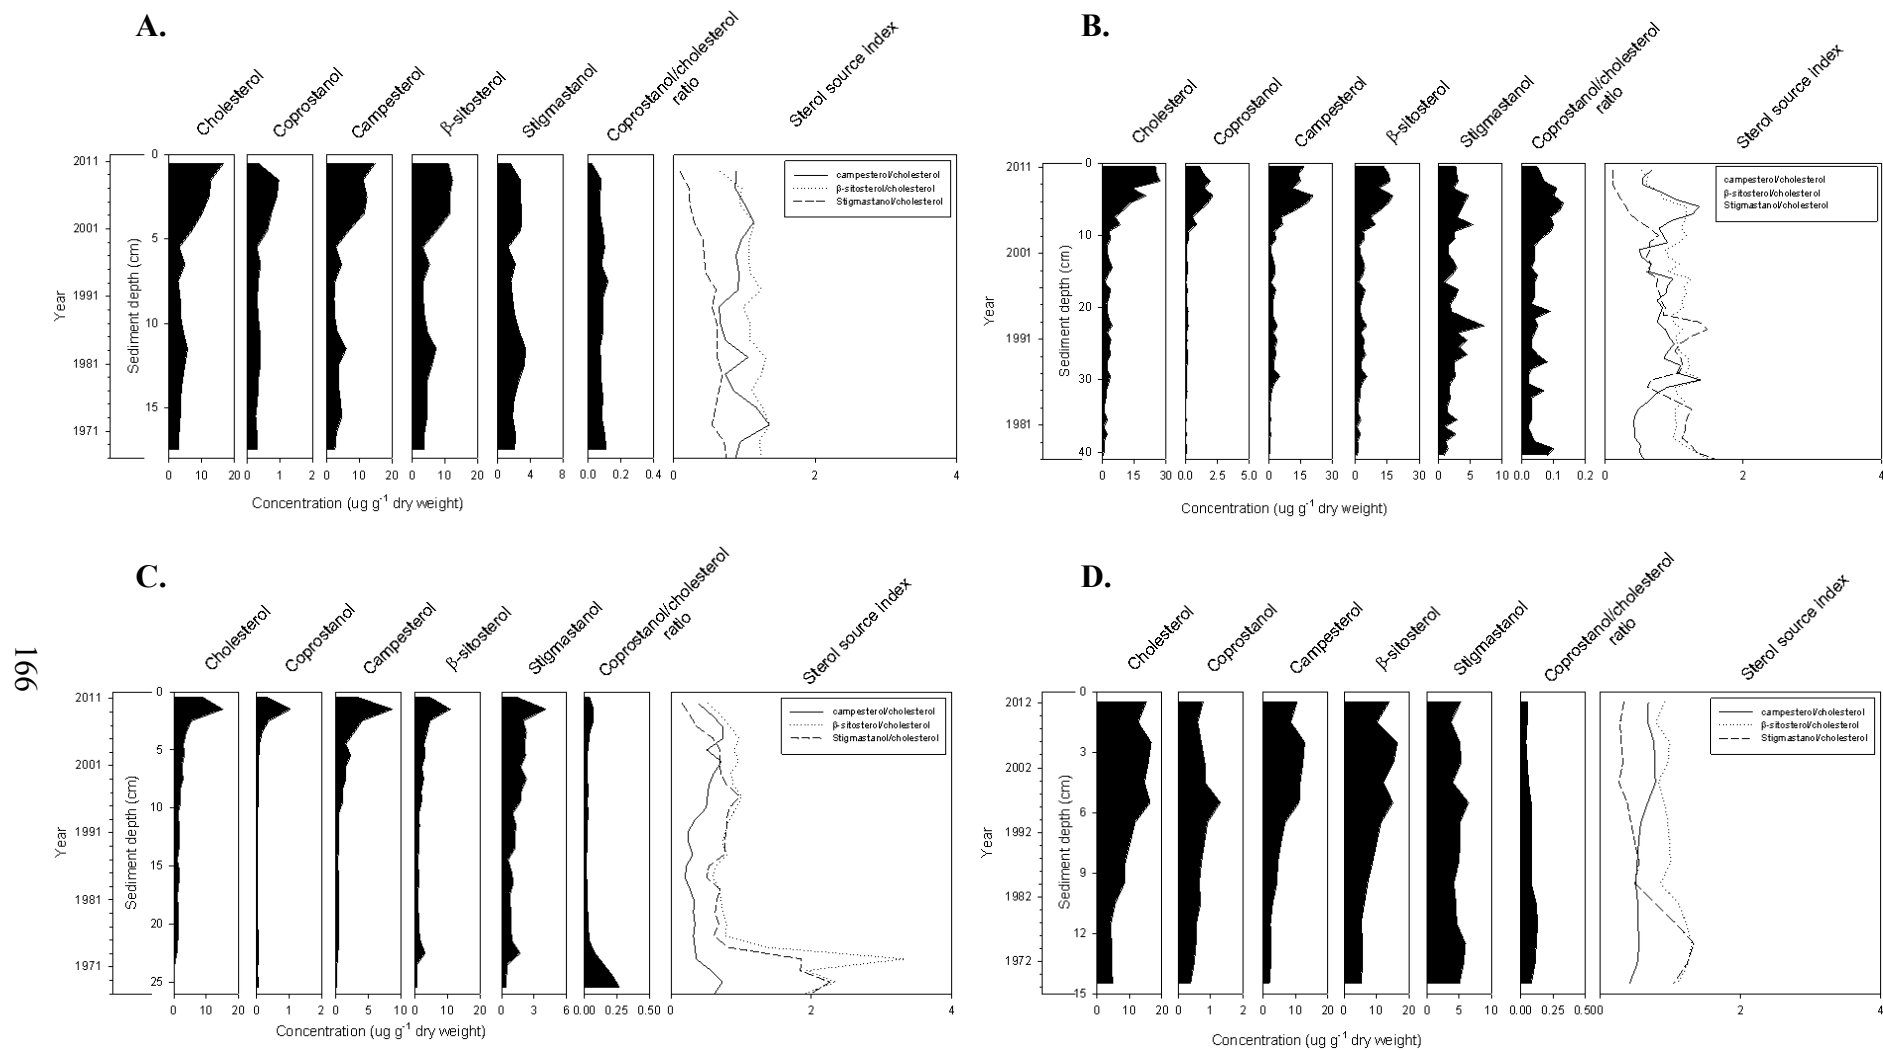 A.
Cholesterol
Coprostanol
Campesterol
β-sitosterol
Stigmastanol
Coprostanol/cholesterol
ratio
Sterol source index
Year
2011
2001
1991
1981
1971
Sediment depth (cm)
0
5
10
15
campesterol/cholesterol
β-sitosterol/cholesterol
Stigmastanol/cholesterol
0 10 20
0 1 2
0 10 20
0 10 20
0 4 8
0.0 0.2 0.4
0 2 4
Concentration (ug g⁻¹ dry weight)
B.
Cholesterol
Coprostanol
Campesterol
β-sitosterol
Stigmastanol
Coprostanol/cholesterol
ratio
Sterol source index
Year
2011
2001
1991
1981
Sediment depth (cm)
0
10
20
30
40
campesterol/cholesterol
β-sitosterol/cholesterol
Stigmastanol/cholesterol
0 15 30
0.0 2.5 5.0
0 15 30
0 15 30
0 5 10
0.0 0.1 0.2
0 2 4
Concentration (ug g⁻¹ dry weight)
166
C.
Cholesterol
Coprostanol
Campesterol
β-sitosterol
Stigmastanol
Coprostanol/cholesterol
ratio
Sterol source index
Year
2011
2001
1991
1981
1971
Sediment depth (cm)
0
5
10
15
20
25
campesterol/cholesterol
β-sitosterol/cholesterol
Stigmastanol/cholesterol
0 10 20
0 1 2
0 5 10
0 10 20
0 3 6
0.00 0.25 0.50
0 2 4
Concentration (ug g⁻¹ dry weight)
D.
Cholesterol
Coprostanol
Campesterol
β-sitosterol
Stigmastanol
Coprostanol/cholesterol
ratio
Sterol source index
Year
2012
2002
1992
1982
1972
Sediment depth (cm)
0
3
6
9
12
15
campesterol/cholesterol
β-sitosterol/cholesterol
Stigmastanol/cholesterol
0 10 20
0 1 2
0 10 20
0 10 20
0 5 10
0.00 0.25 0.50
0 2 4
Concentration (ug g⁻¹ dry weight)